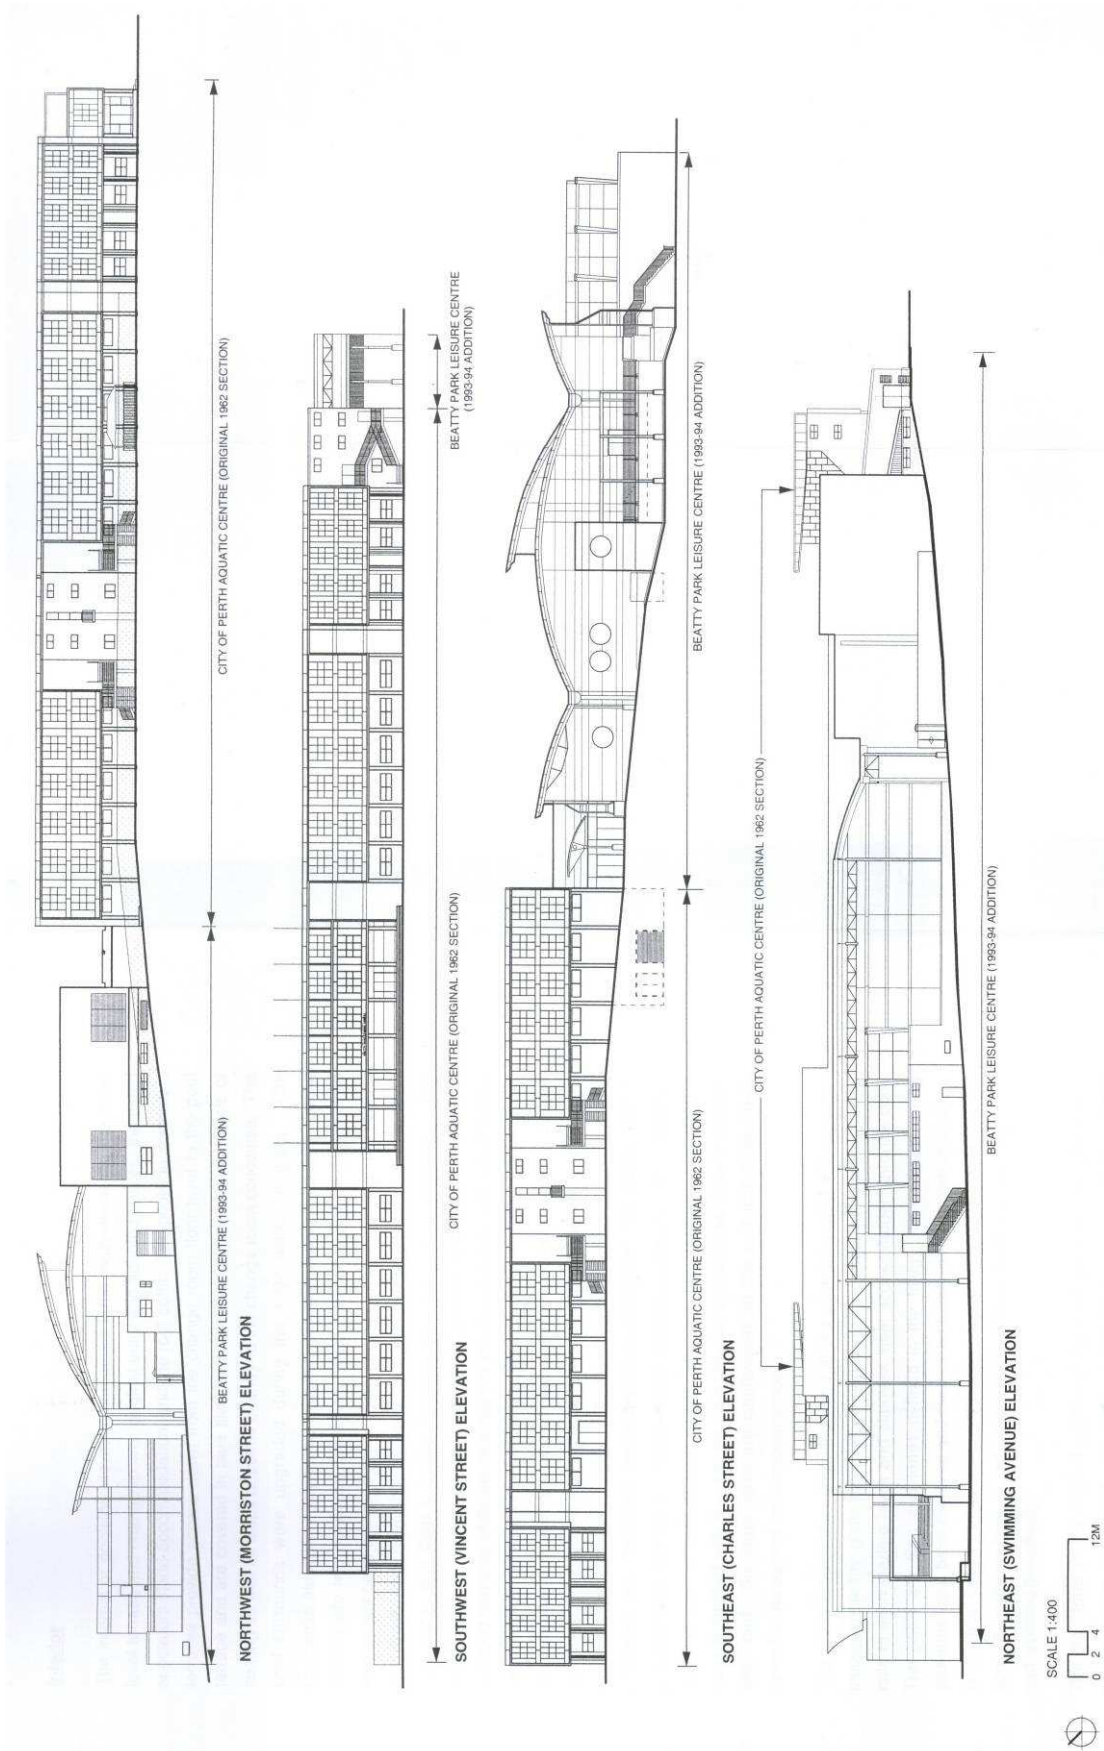 BEATTY PARK LEISURE CENTRE (1993-94 ADDITION)
CITY OF PERTH AQUATIC CENTRE (ORIGINAL 1962 SECTION)
NORTHWEST (MORRISTON STREET) ELEVATION
CITY OF PERTH AQUATIC CENTRE (ORIGINAL 1962 SECTION)
BEATTY PARK LEISURE CENTRE
(1993-94 ADDITION)
SOUTHWEST (VINCENT STREET) ELEVATION
CITY OF PERTH AQUATIC CENTRE (ORIGINAL 1962 SECTION)
BEATTY PARK LEISURE CENTRE (1993-94 ADDITION)
SOUTHEAST (CHARLES STREET) ELEVATION
CITY OF PERTH AQUATIC CENTRE (ORIGINAL 1962 SECTION)
BEATTY PARK LEISURE CENTRE (1993-94 ADDITION)
NORTHEAST (SWIMMING AVENUE) ELEVATION
SCALE 1:400
0 2 4 12M